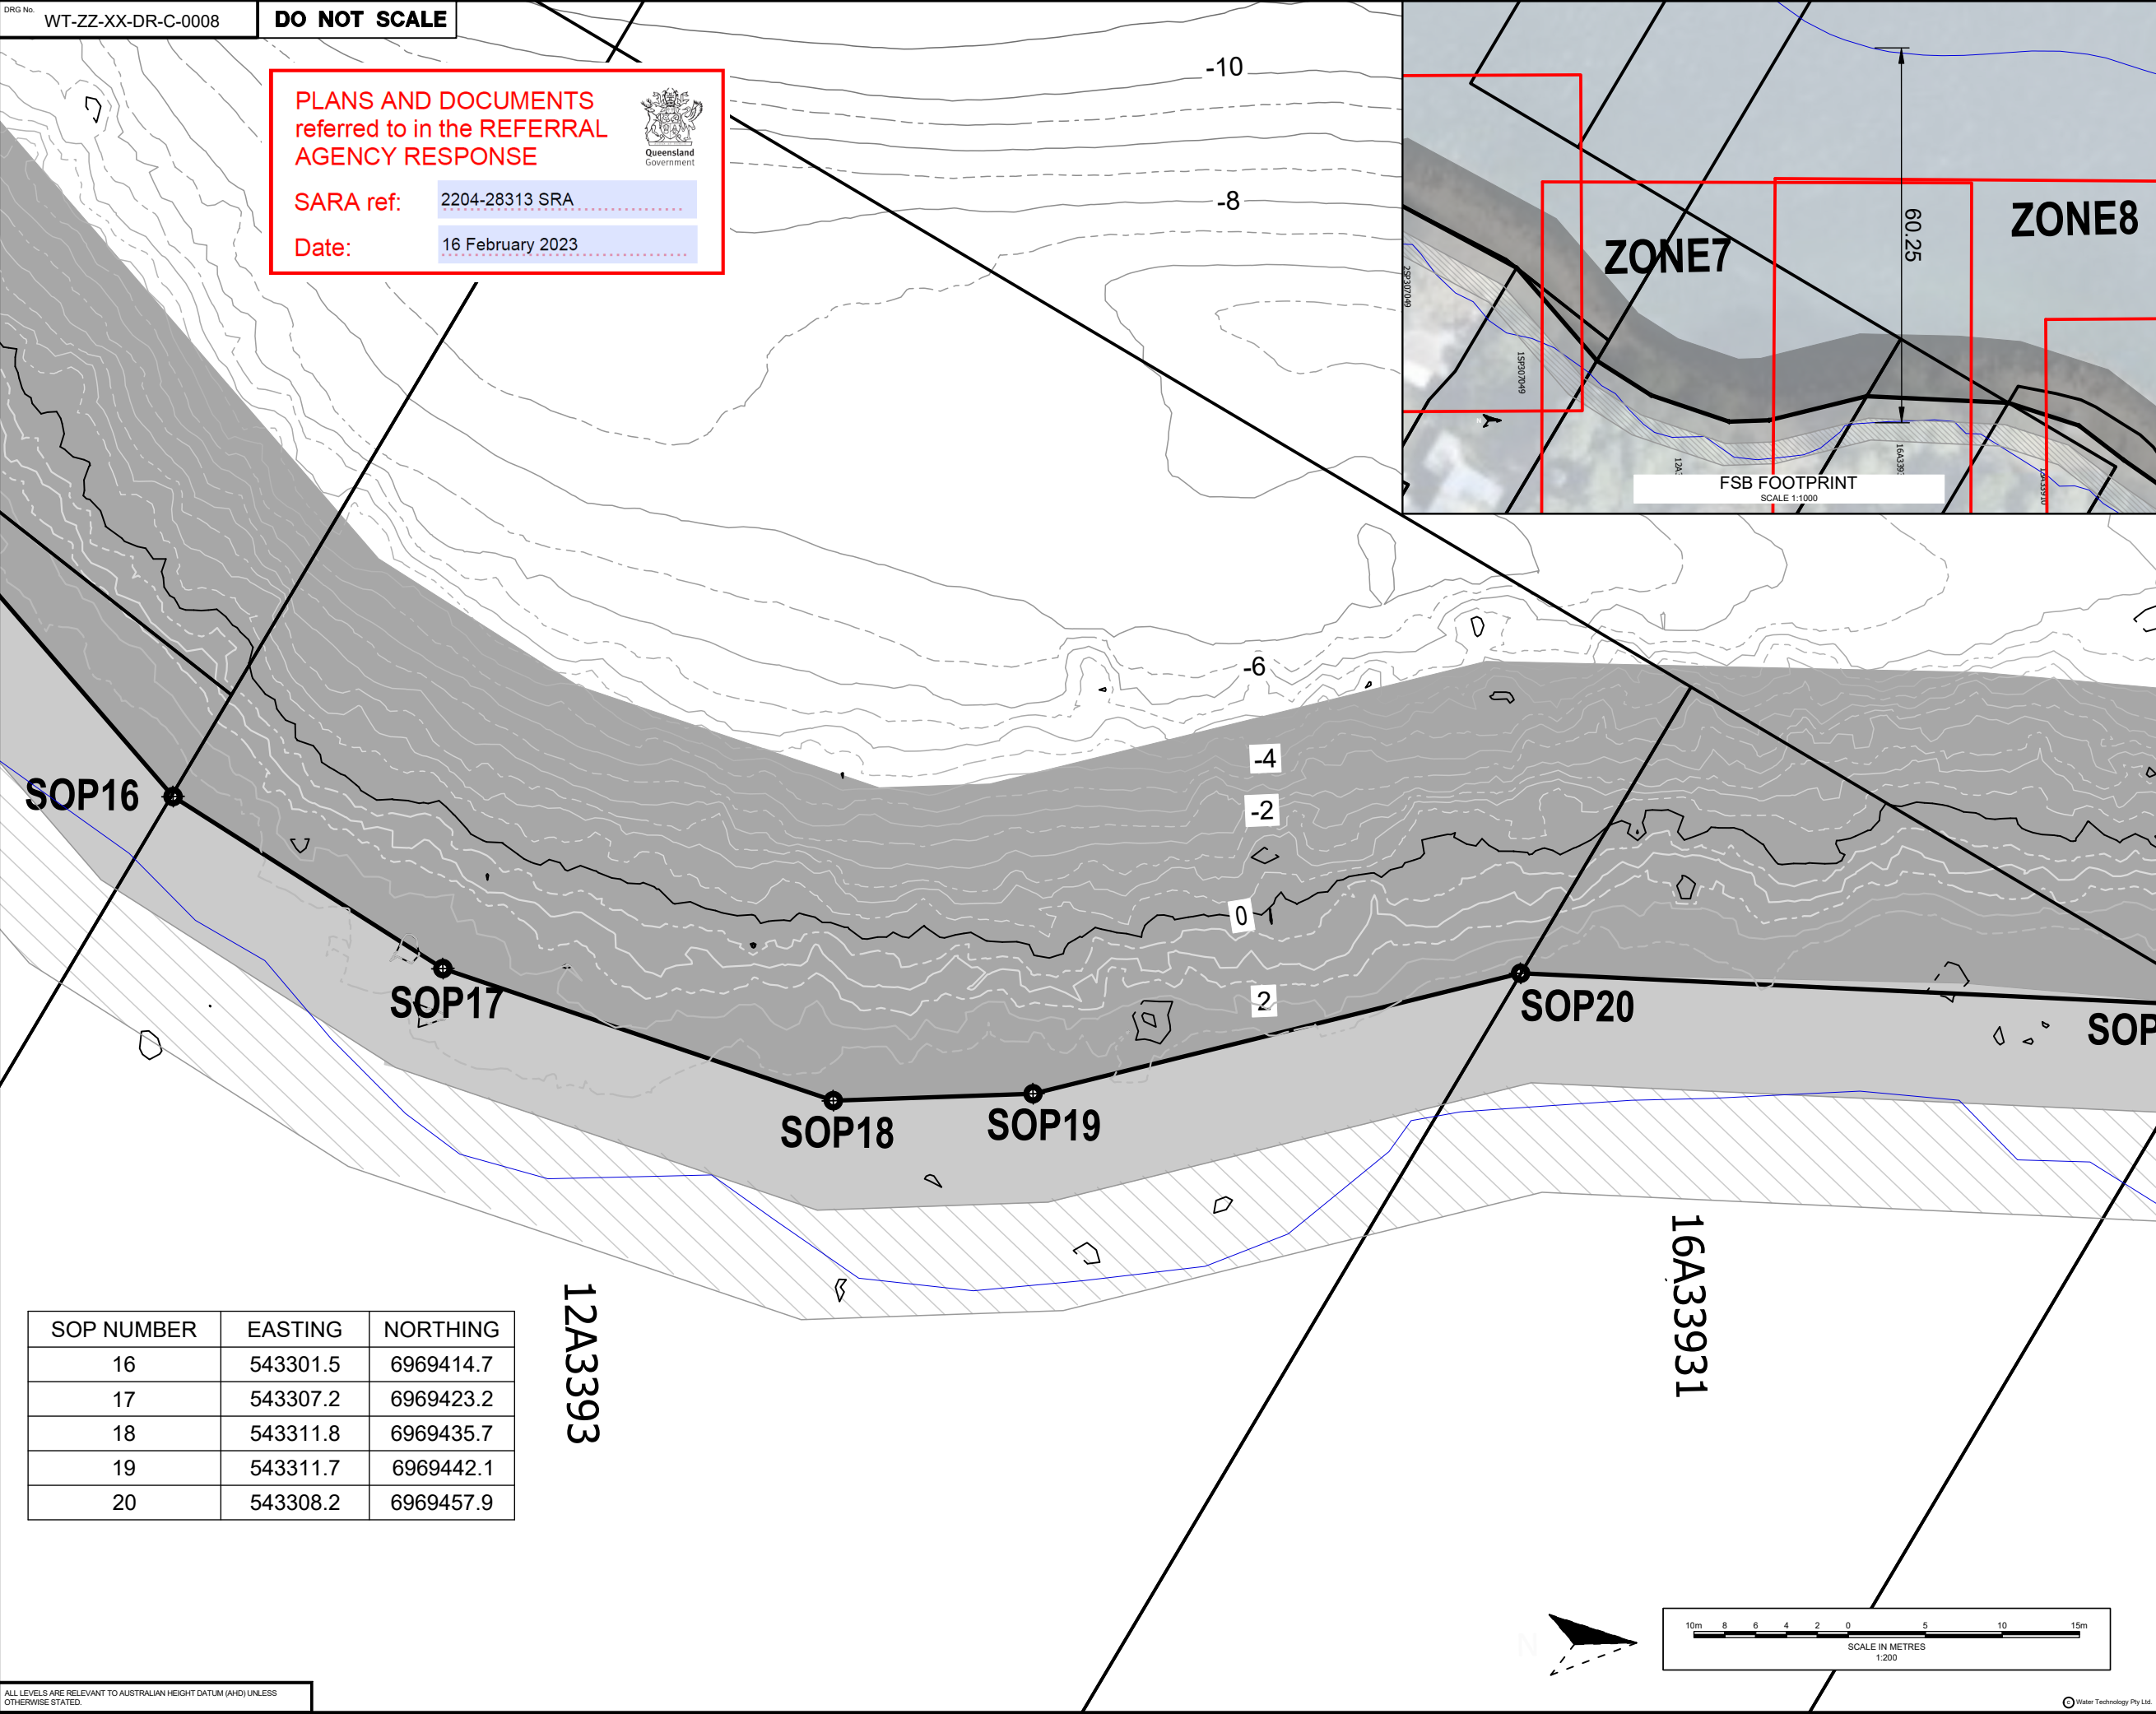 DRG No.
WT-ZZ-XX-DR-C-0008
DO NOT SCALE
PLANS AND DOCUMENTS
referred to in the REFERRAL
AGENCY RESPONSE
Queensland
Government
SARA ref: 2204-28313 SRA
Date: 16 February 2023
-10
-8
-6
-4
-2
0
2
ZONE7
ZONE8
60.25
2SP307049
1SP307049
12A3
16A339
FSB FOOTPRINT
SCALE 1:1000
SOP16
SOP17
SOP18
SOP19
SOP20
SOP
12A3393
16A33931
SOP NUMBER EASTING NORTHING
16 543301.5 6969414.7
17 543307.2 6969423.2
18 543311.8 6969435.7
19 543311.7 6969442.1
20 543308.2 6969457.9
N
10m 8 6 4 2 0 5 10 15m
SCALE IN METRES
1:200
ALL LEVELS ARE RELEVANT TO AUSTRALIAN HEIGHT DATUM (AHD) UNLESS
OTHERWISE STATED.
© Water Technology Pty Ltd.